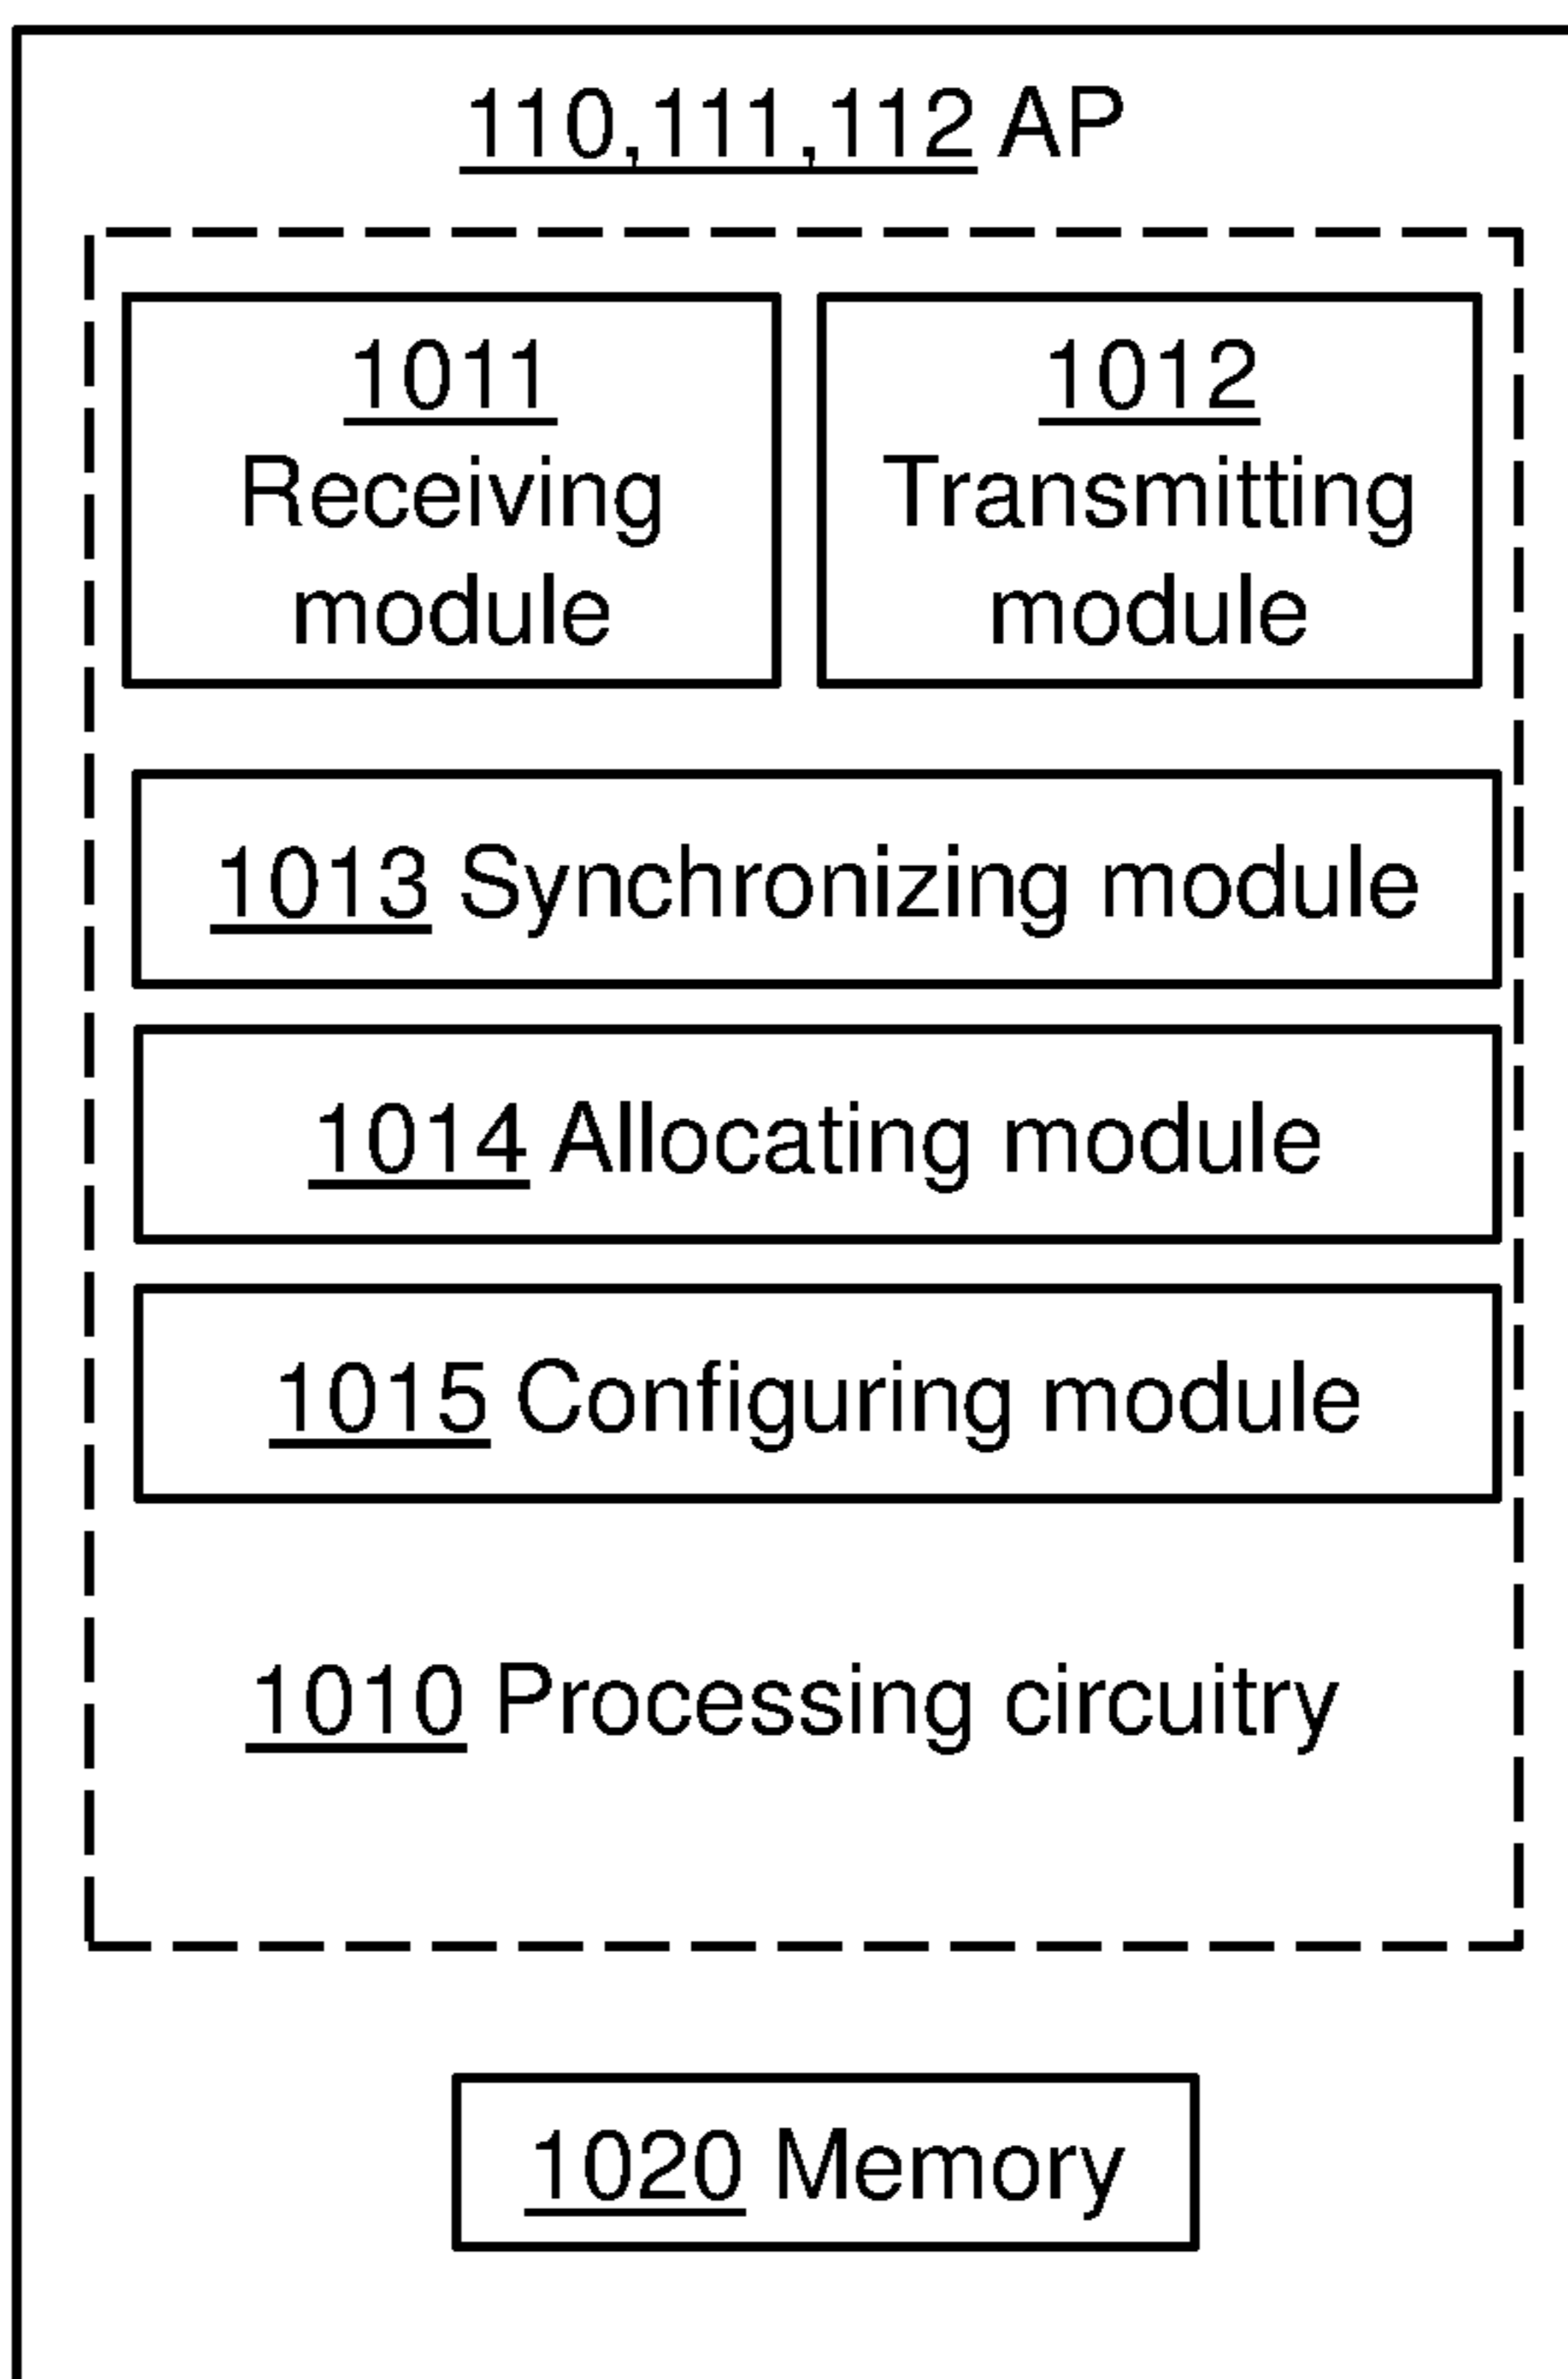 110,111,112 AP
1011
Receiving
module
1012
Transmitting
module
1013 Synchronizing module
1014 Allocating module
1015 Configuring module
1010 Processing circuitry
1020 Memory